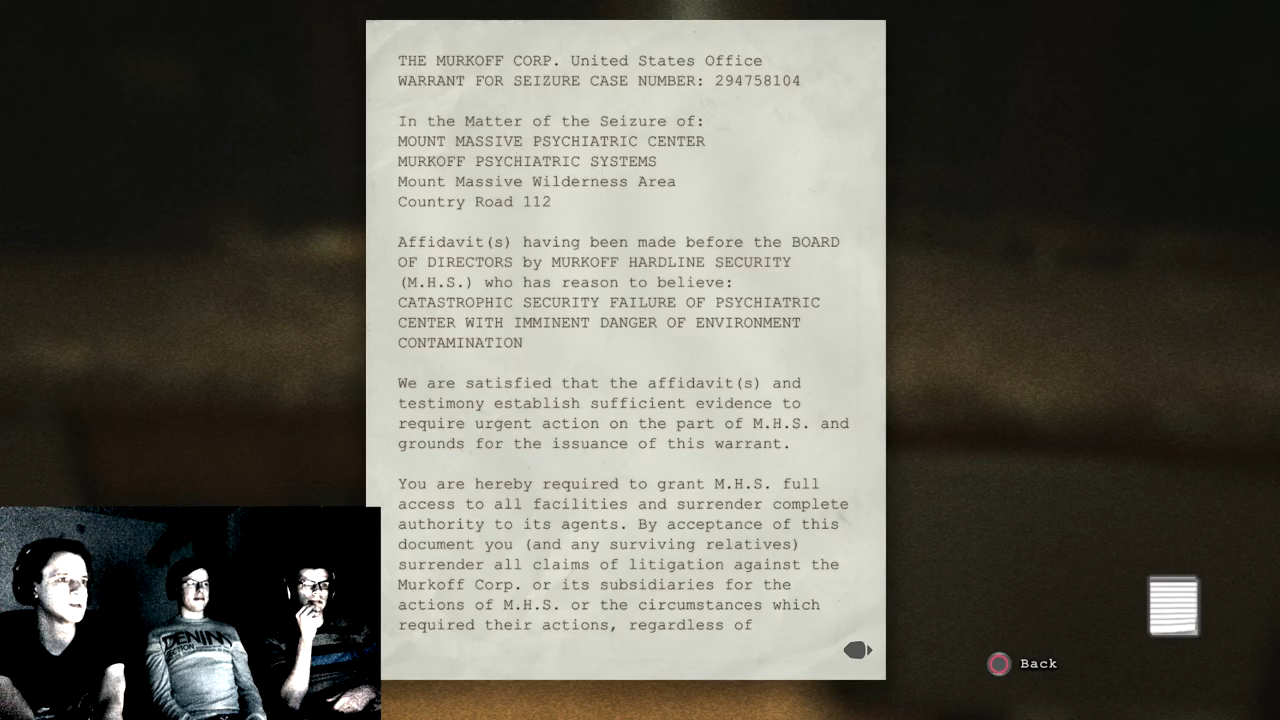 THE MURKOFF CORP. United States Office
WARRANT FOR SEIZURE CASE NUMBER: 294758104
In the Matter of the Seizure of:
MOUNT MASSIVE PSYCHIATRIC CENTER
MURKOFF PSYCHIATRIC SYSTEMS
Mount Massive Wilderness Area
Country Road 112
Affidavit(s) having been made before the BOARD
OF DIRECTORS by MURKOFF HARDLINE SECURITY
(M.H.S.) who has reason to believe:
CATASTROPHIC SECURITY FAILURE OF PSYCHIATRIC
CENTER WITH IMMINENT DANGER OF ENVIRONMENT
CONTAMINATION
We are satisfied that the affidavit(s) and
testimony establish sufficient evidence to
require urgent action on the part of M.H.S. and
grounds for the issuance of this warrant.
You are hereby required to grant M.H.S. full
access to all facilities and surrender complete
authority to its agents. By acceptance of this
document you (and any surviving relatives)
surrender all claims of litigation against the
Murkoff Corp. or its subsidiaries for the
actions of M.H.S. or the circumstances which
required their actions, regardless of
Back
DENIM